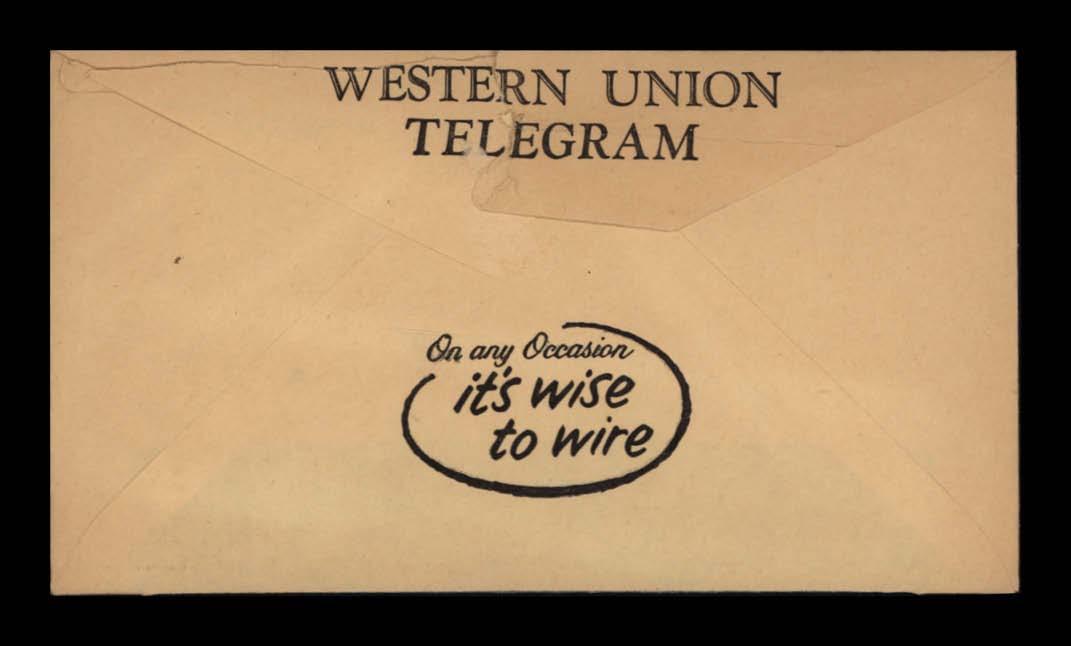 WESTERN UNION
TELEGRAM
On any Occasion
it's wise
to wire